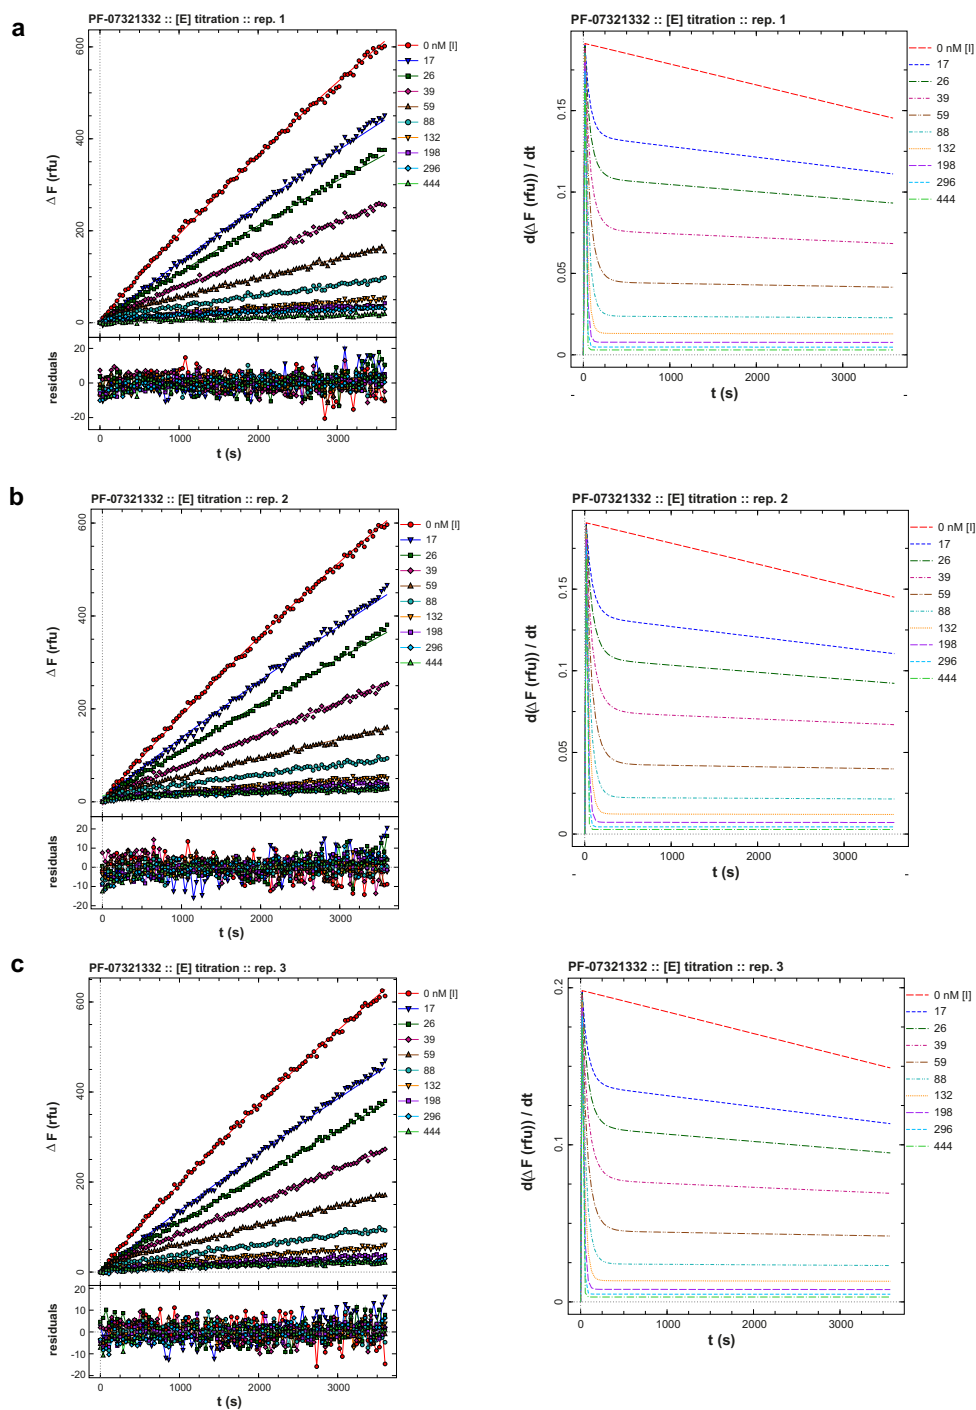 a
PF-07321332 :: [E] titration :: rep. 1
Δ F (rfu)
600
400
200
0
0 nM [I]
17
26
39
59
88
132
198
296
444
residuals
20
0
-20
0 1000 2000 3000
t (s)
PF-07321332 :: [E] titration :: rep. 1
d(Δ F (rfu)) / dt
0.15
0.1
0.05
0
0 1000 2000 3000
- t (s) -
0 nM [I]
17
26
39
59
88
132
198
296
444
b
PF-07321332 :: [E] titration :: rep. 2
Δ F (rfu)
600
400
200
0
0 nM [I]
17
26
39
59
88
132
198
296
444
residuals
20
10
0
-10
-20
0 1000 2000 3000
t (s)
PF-07321332 :: [E] titration :: rep. 2
d(Δ F (rfu)) / dt
0.15
0.1
0.05
0
0 1000 2000 3000
- t (s) -
0 nM [I]
17
26
39
59
88
132
198
296
444
c
PF-07321332 :: [E] titration :: rep. 3
Δ F (rfu)
600
400
200
0
0 nM [I]
17
26
39
59
88
132
198
296
444
residuals
20
10
0
-10
-20
0 1000 2000 3000
t (s)
PF-07321332 :: [E] titration :: rep. 3
d(Δ F (rfu)) / dt
0.2
0.1
0
0 1000 2000 3000
t (s)
0 nM [I]
17
26
39
59
88
132
198
296
444